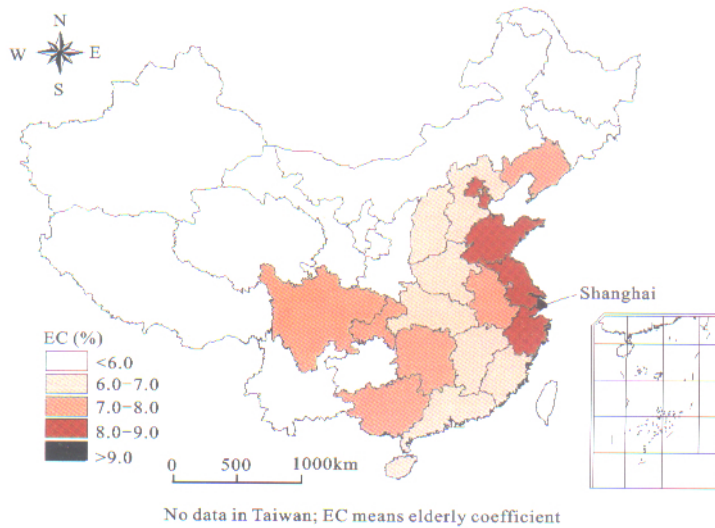 N
W E
S
Shanghai
EC (%)
<6.0
6.0-7.0
7.0-8.0
8.0-9.0
>9.0
0 500 1000km
No data in Taiwan; EC means elderly coefficient